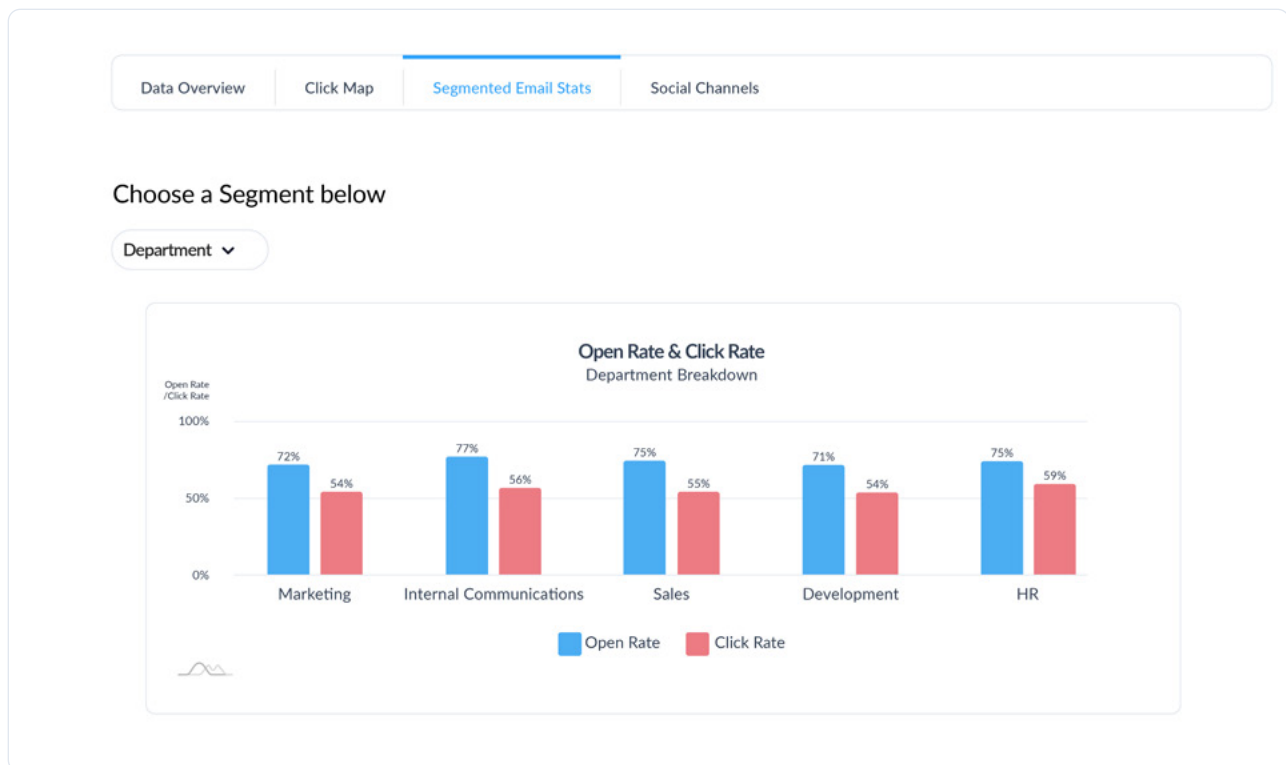 Data Overview
Click Map
Segmented Email Stats
Social Channels
Choose a Segment below
Department
Open Rate & Click Rate
Department Breakdown
Open Rate
/Click Rate
100%
50%
0%
72%
54%
77%
56%
75%
55%
71%
54%
75%
59%
Marketing
Internal Communications
Sales
Development
HR
Open Rate
Click Rate